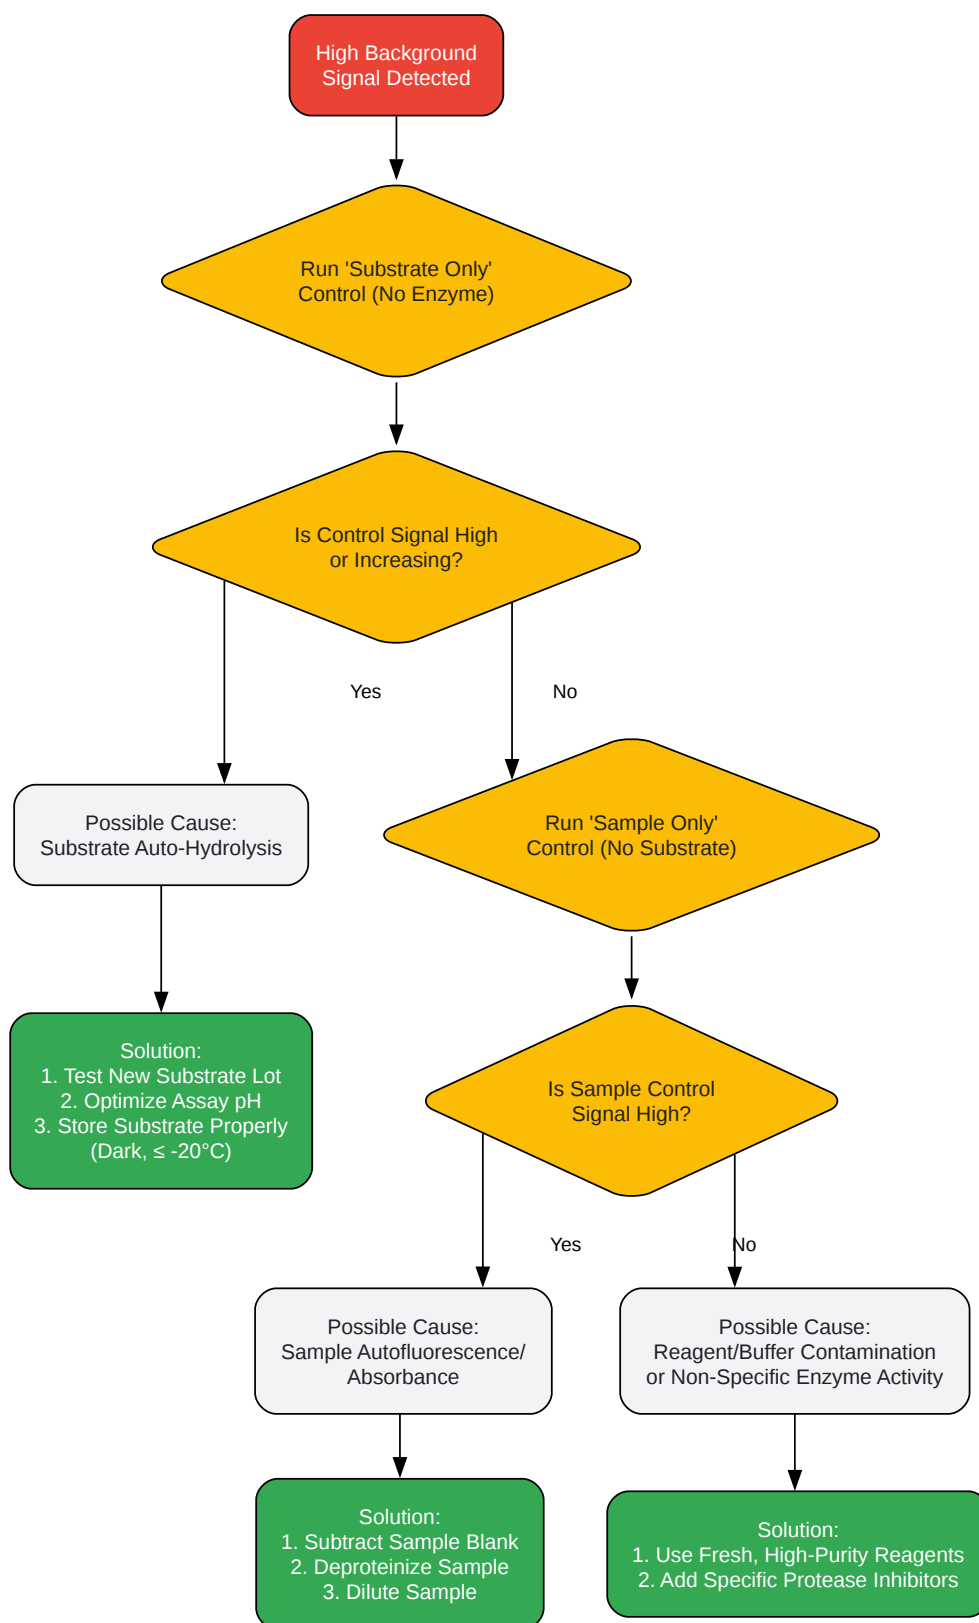 High Background
Signal Detected
Run 'Substrate Only'
Control (No Enzyme)
Is Control Signal High
or Increasing?
Yes
No
Possible Cause:
Substrate Auto-Hydrolysis
Run 'Sample Only'
Control (No Substrate)
Solution:
1. Test New Substrate Lot
2. Optimize Assay pH
3. Store Substrate Properly
(Dark, ≤ -20°C)
Is Sample Control
Signal High?
Yes
No
Possible Cause:
Sample Autofluorescence/
Absorbance
Possible Cause:
Reagent/Buffer Contamination
or Non-Specific Enzyme Activity
Solution:
1. Subtract Sample Blank
2. Deproteinize Sample
3. Dilute Sample
Solution:
1. Use Fresh, High-Purity Reagents
2. Add Specific Protease Inhibitors